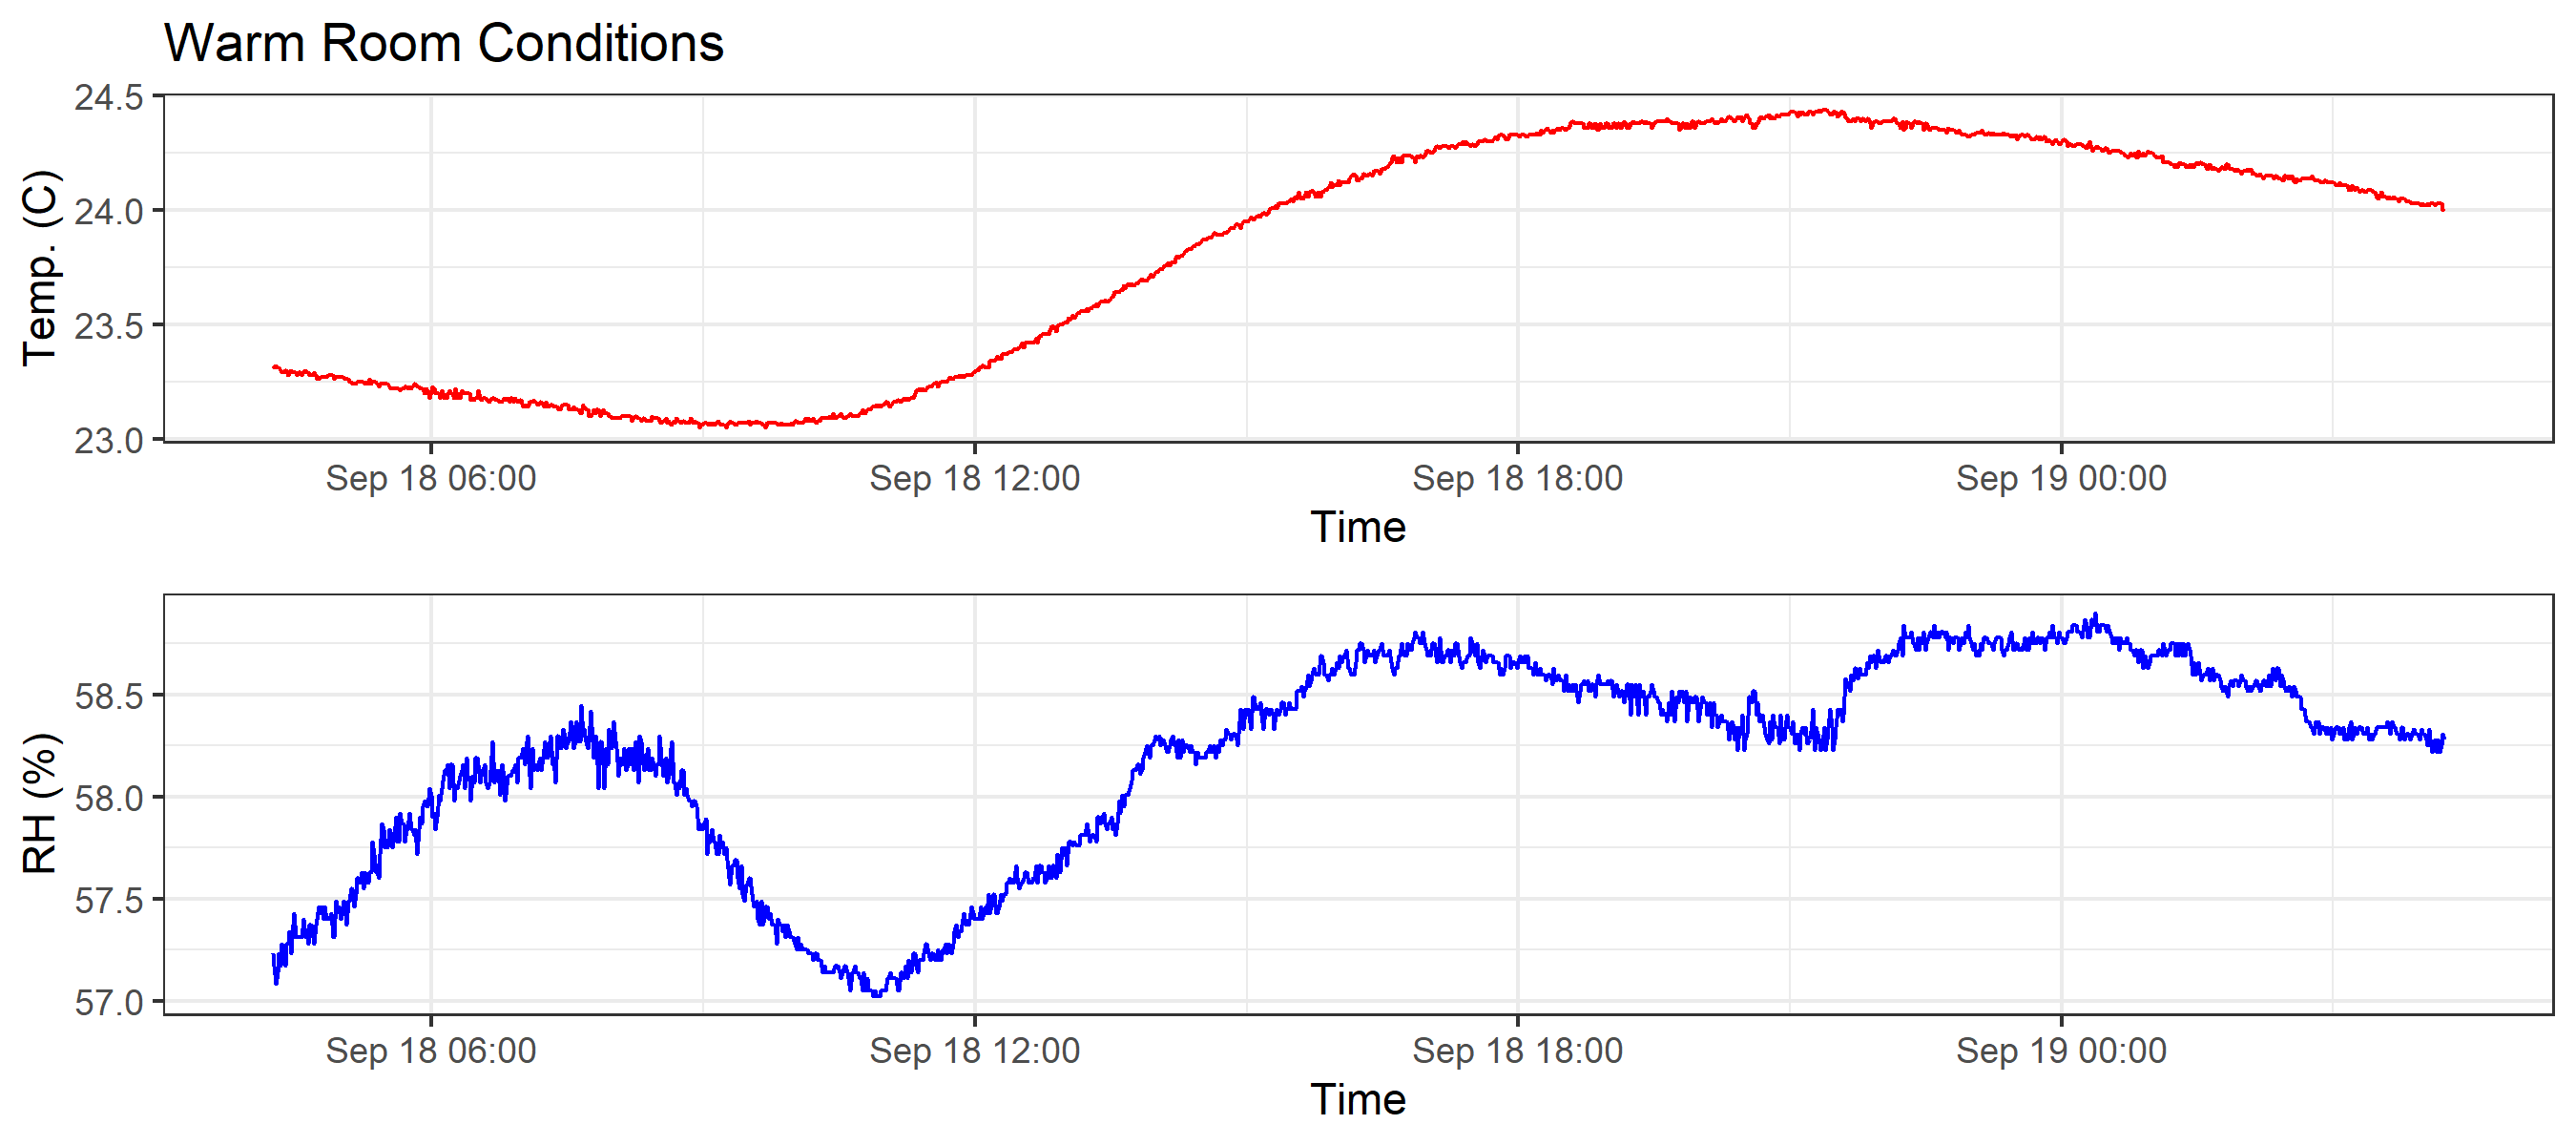 Warm Room Conditions
Temp. (C)
24.5
24.0
23.5
23.0
Sep 18 06:00 Sep 18 12:00 Sep 18 18:00 Sep 19 00:00
Time
RH (%)
58.5
58.0
57.5
57.0
Sep 18 06:00 Sep 18 12:00 Sep 18 18:00 Sep 19 00:00
Time